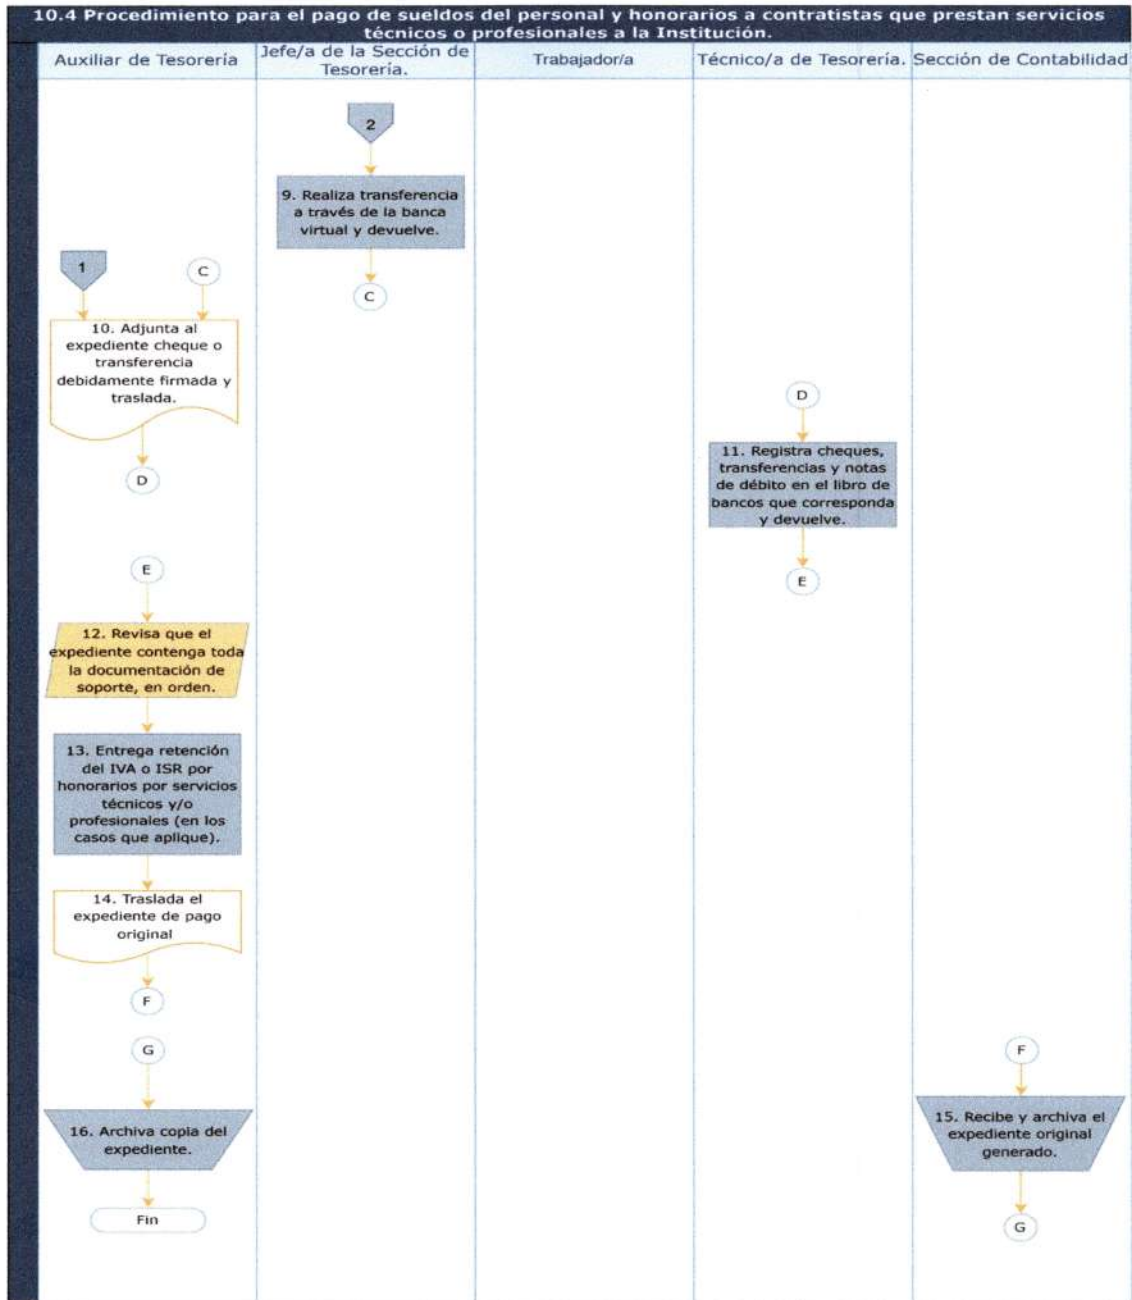 10.4 Procedimiento para el pago de sueldos del personal y honorarios a contratistas que prestan servicios
técnicos o profesionales a la Institución.
Auxiliar de Tesorería
Jefe/a de la Sección de
Tesorería.
Trabajador/a
Técnico/a de Tesorería.
Sección de Contabilidad
2
9. Realiza transferencia
a través de la banca
virtual y devuelve.
C
1
C
10. Adjunta al
expediente cheque o
transferencia
debidamente firmada y
traslada.
D
D
11. Registra cheques,
transferencias y notas
de débito en el libro de
bancos que corresponda
y devuelve.
E
E
12. Revisa que el
expediente contenga toda
la documentación de
soporte, en orden.
13. Entrega retención
del IVA o ISR por
honorarios por servicios
técnicos y/o
profesionales (en los
casos que aplique).
14. Traslada el
expediente de pago
original
F
F
15. Recibe y archiva el
expediente original
generado.
G
G
16. Archiva copia del
expediente.
Fin